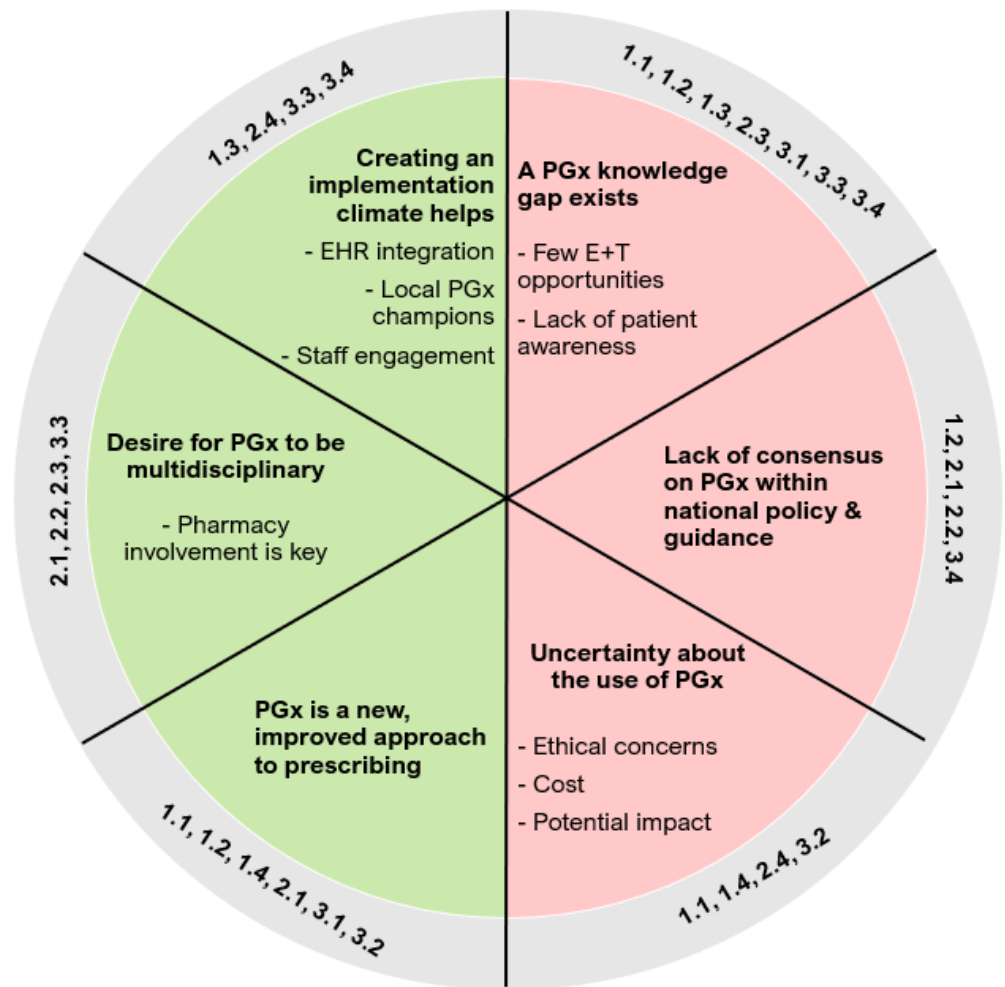 1.3, 2.4, 3.3, 3.4
Creating an
implementation
climate helps
- EHR integration
- Local PGx
champions
- Staff engagement
1.1, 1.2, 1.3, 2.3, 3.1, 3.3, 3.4
A PGx knowledge
gap exists
- Few E+T
opportunities
- Lack of patient
awareness
1.2, 2.1, 2.2, 3.4
Lack of consensus
on PGx within
national policy &
guidance
1.1, 1.4, 2.4, 3.2
Uncertainty about
the use of PGx
- Ethical concerns
- Cost
- Potential impact
1.1, 1.2, 1.4, 2.1, 3.1, 3.2
PGx is a new,
improved approach
to prescribing
2.1, 2.2, 2.3, 3.3
Desire for PGx to be
multidisciplinary
- Pharmacy
involvement is key